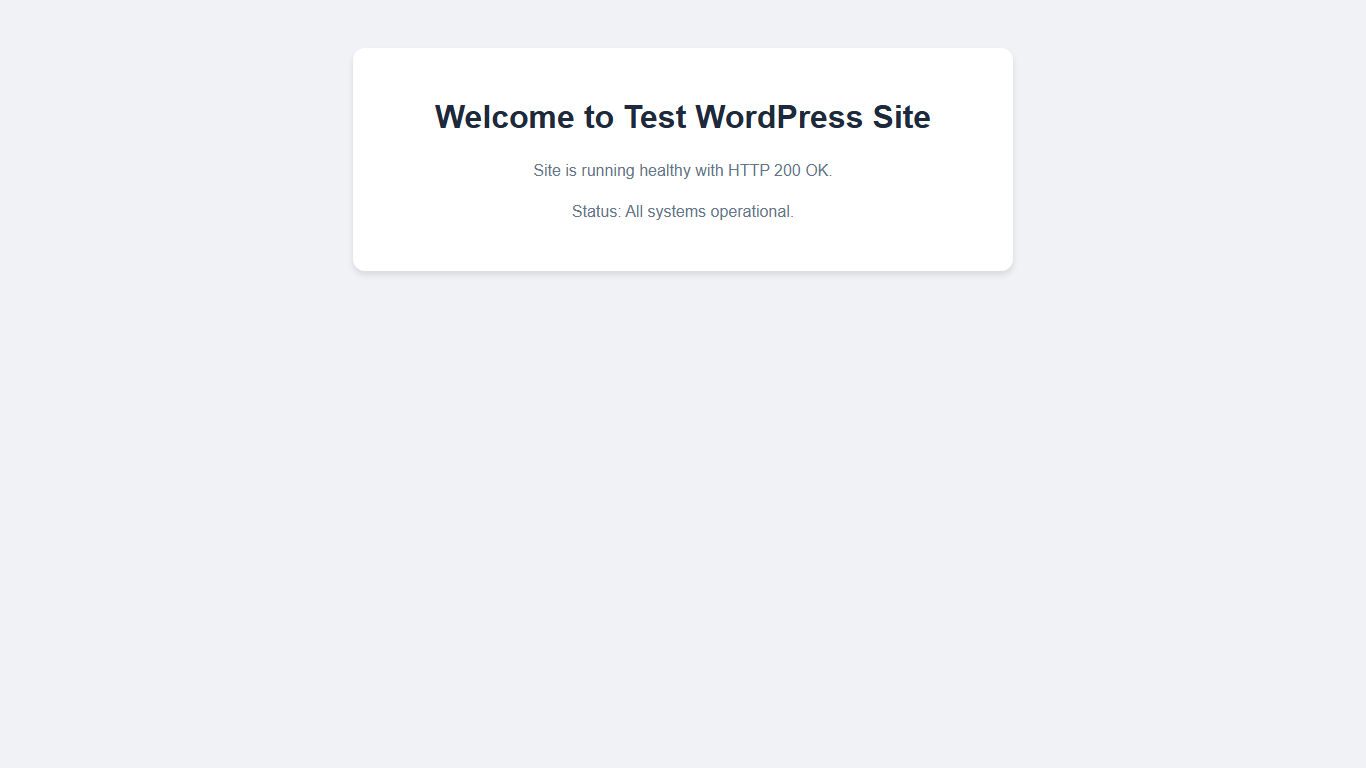 Welcome to Test WordPress Site
Site is running healthy with HTTP 200 OK.
Status: All systems operational.